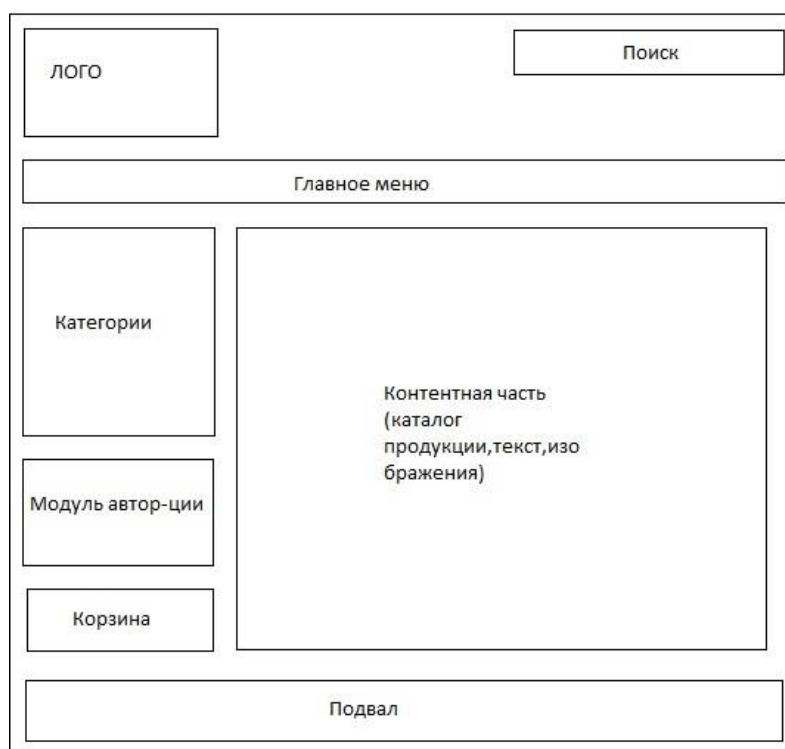 ЛОГО
Поиск
Главное меню
Категории
Модуль автор-ции
Корзина
Контентная часть
(каталог
продукции,текст,изо
бражения)
Подвал